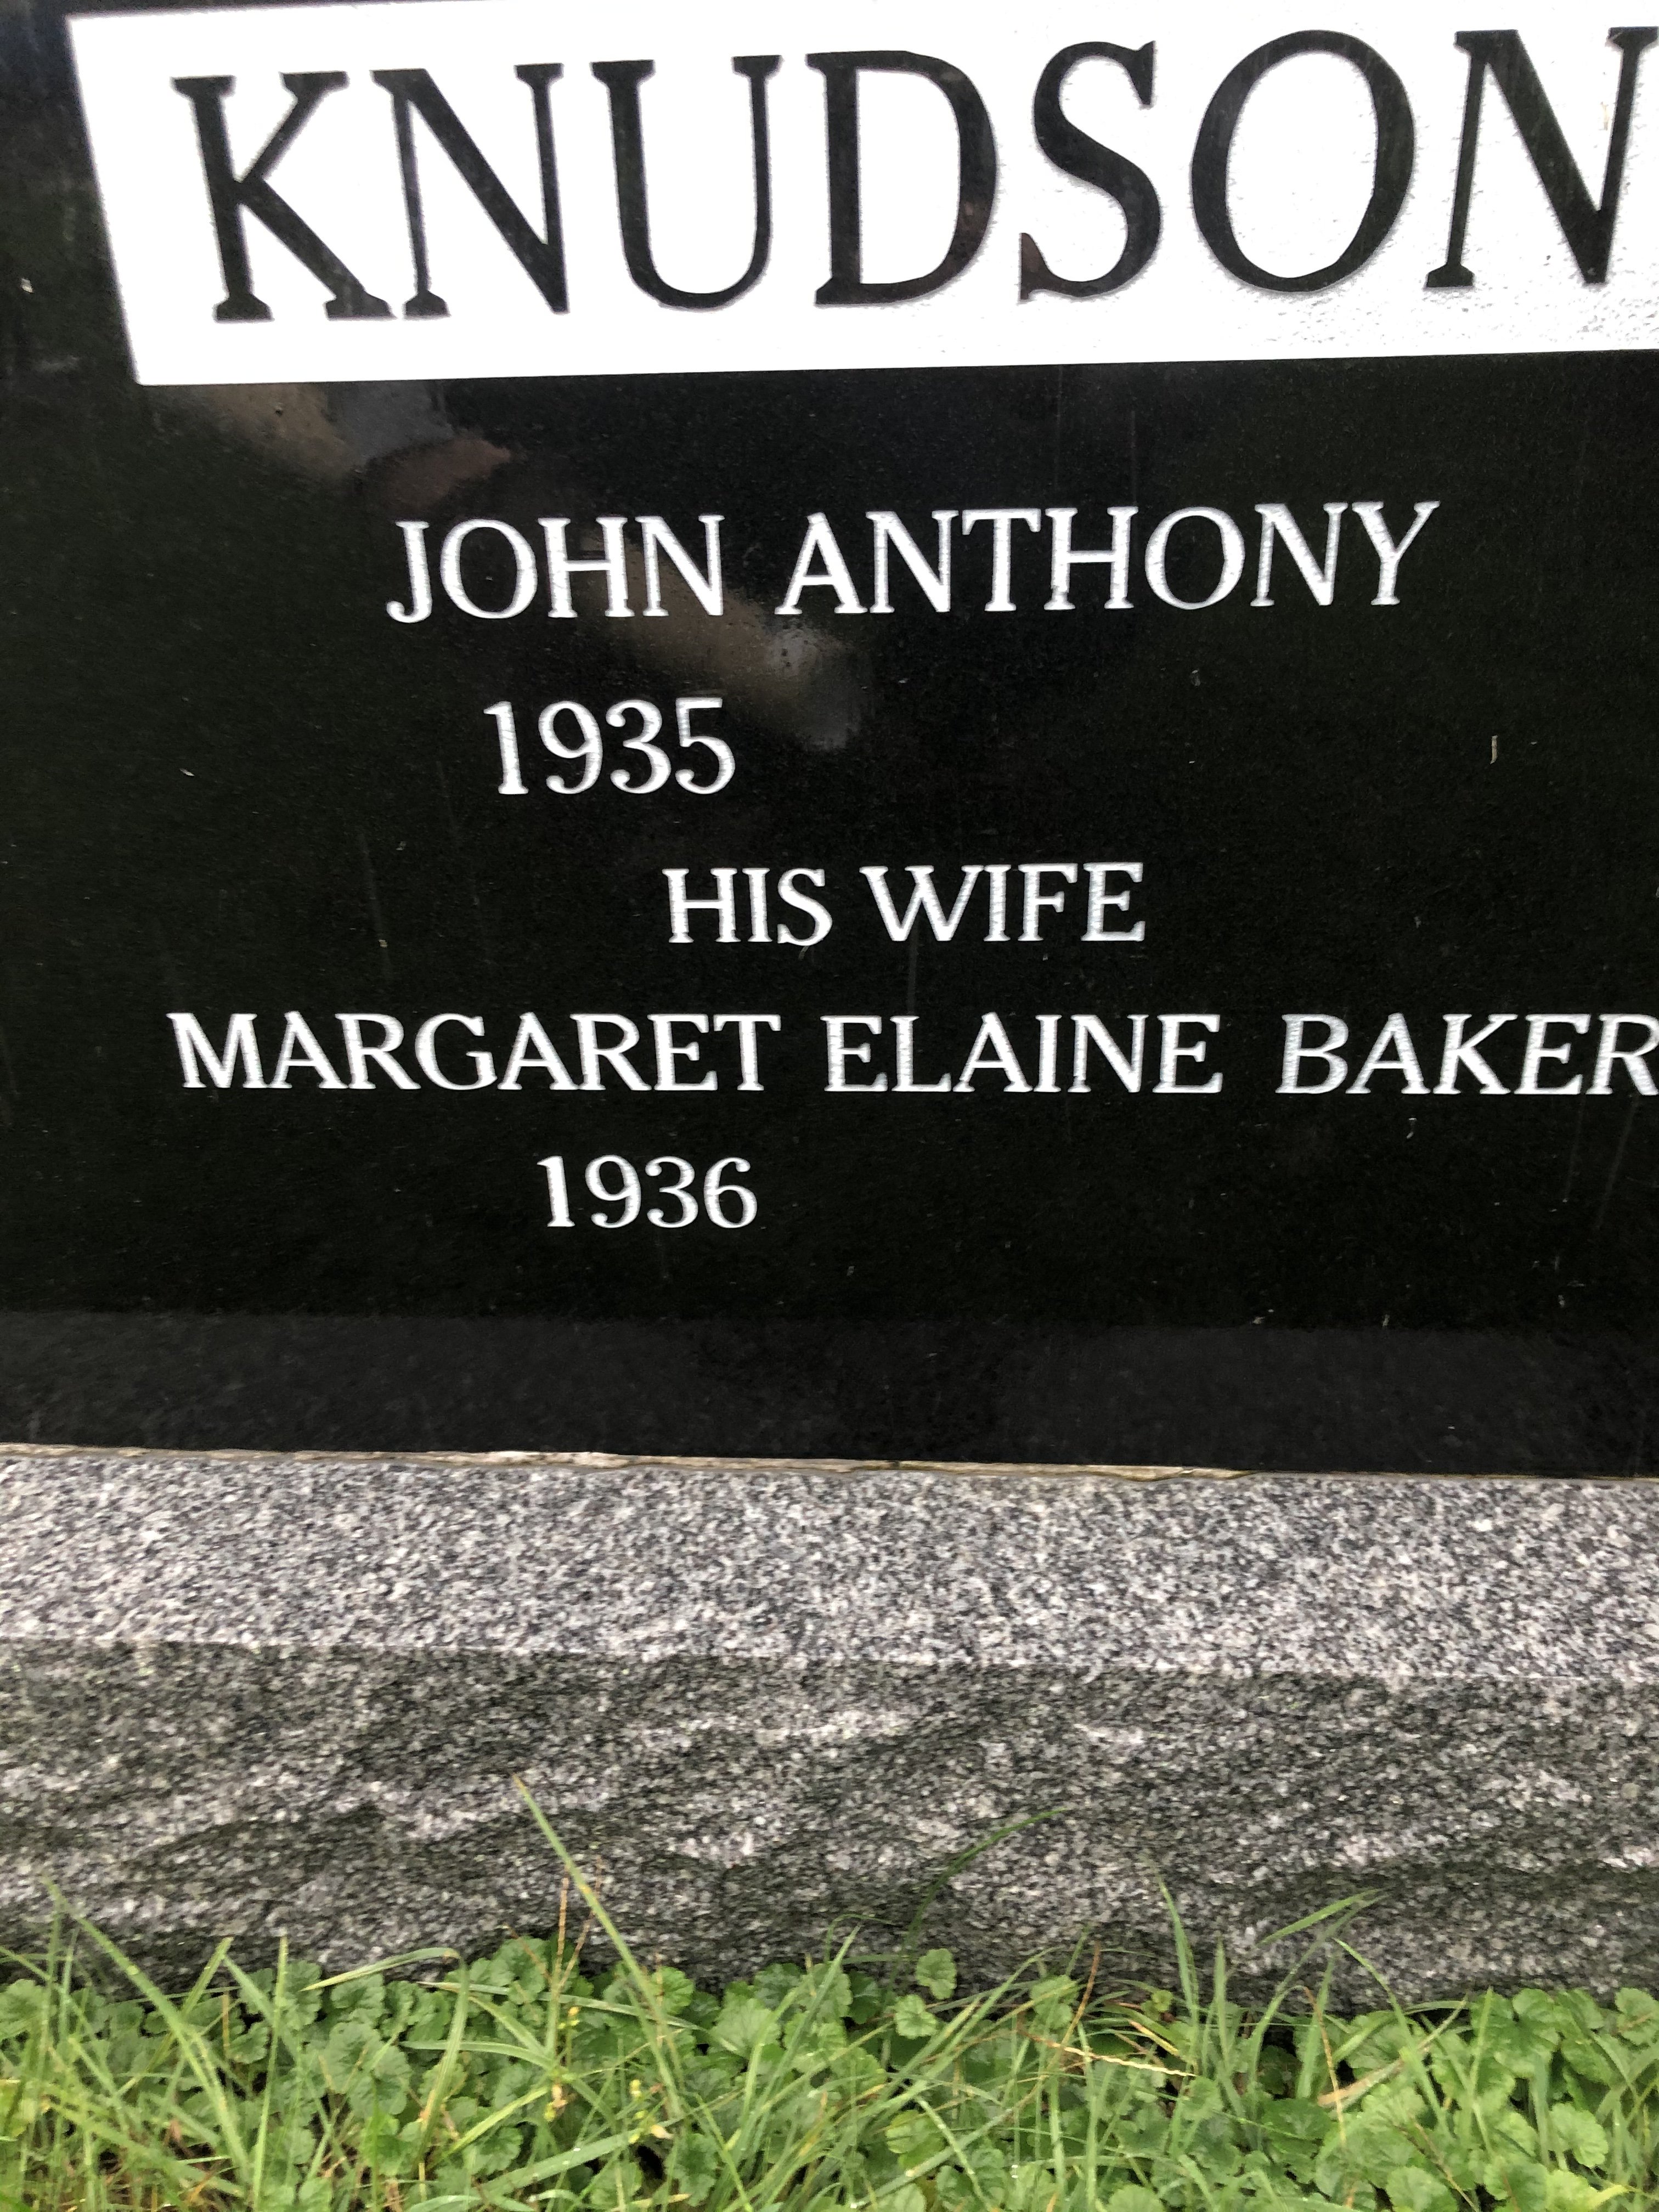 KNUDSON
JOHN ANTHONY
1935
HIS WIFE
MARGARET ELAINE BAKER
1936